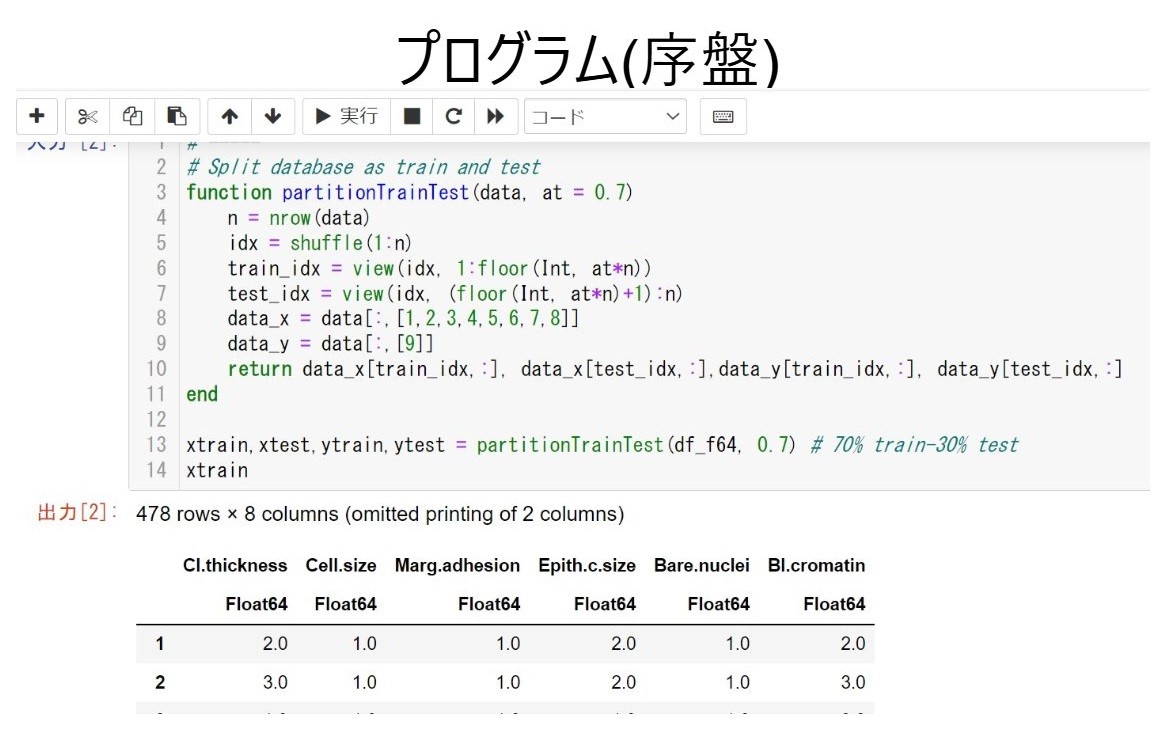 プログラム(序盤)
実行 コード
入力 [2]:
1 #
2 # Split database as train and test
3 function partitionTrainTest(data, at = 0.7)
4 n = nrow(data)
5 idx = shuffle(1:n)
6 train_idx = view(idx, 1:floor(Int, at*n))
7 test_idx = view(idx, (floor(Int, at*n)+1):n)
8 data_x = data[:,[1,2,3,4,5,6,7,8]]
9 data_y = data[:,[9]]
10 return data_x[train_idx,:], data_x[test_idx,:],data_y[train_idx,:], data_y[test_idx,:]
11 end
12
13 xtrain,xtest,ytrain,ytest = partitionTrainTest(df_f64, 0.7) # 70% train-30% test
14 xtrain
出力[2]: 478 rows × 8 columns (omitted printing of 2 columns)
Cl.thickness Cell.size Marg.adhesion Epith.c.size Bare.nuclei Bl.cromatin
Float64 Float64 Float64 Float64 Float64 Float64
1 2.0 1.0 1.0 2.0 1.0 2.0
2 3.0 1.0 1.0 2.0 1.0 3.0